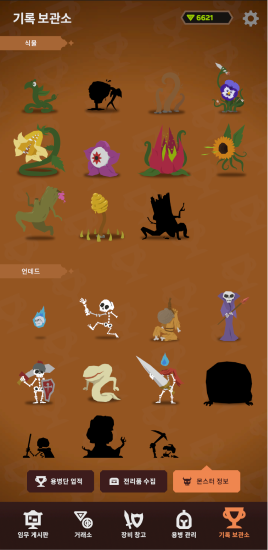 기록 보관소
6621
식물
언데드
용병단 업적
전리품 수집
몬스터 정보
임무 게시판
거래소
장비 창고
용병 관리
기록 보관소